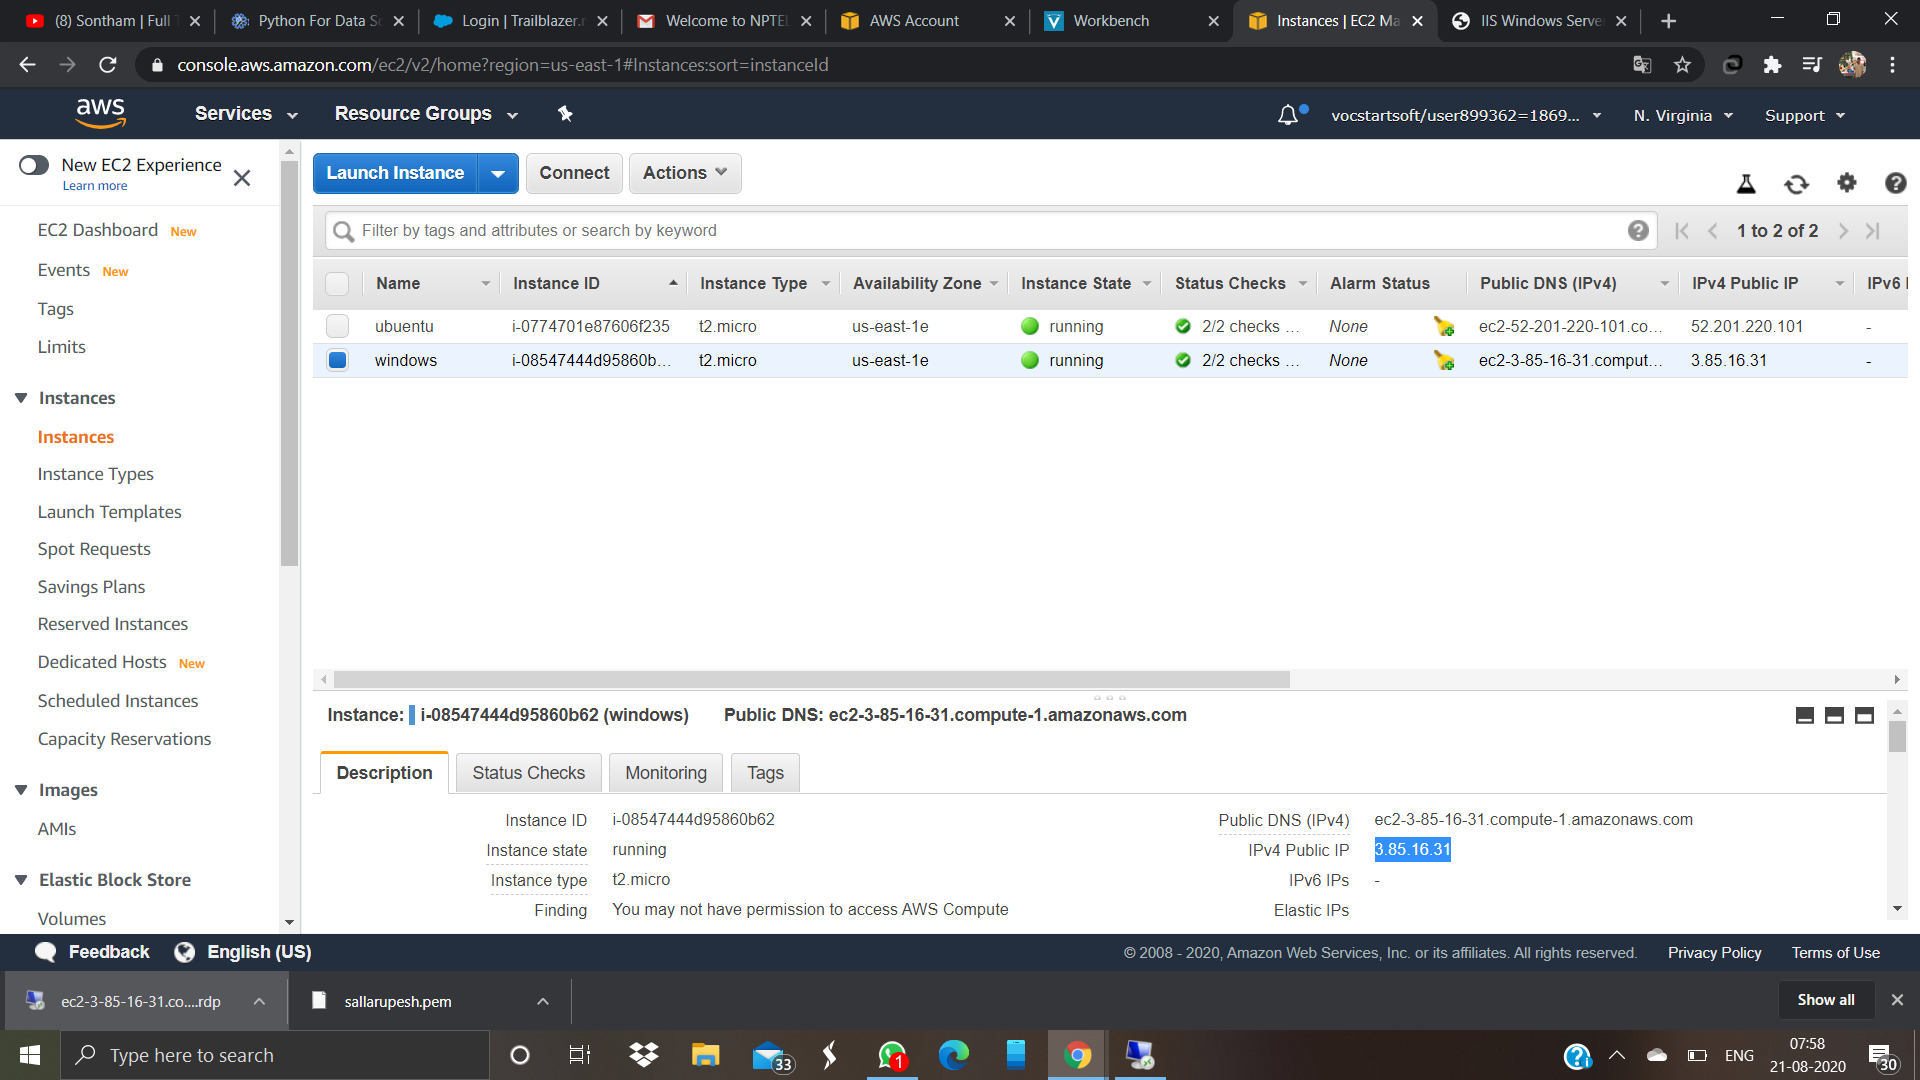 (8) Sontham | Full T
Python For Data Sc
Login | Trailblazer.m
Welcome to NPTEL
AWS Account
Workbench
Instances | EC2 Ma
IIS Windows Server
console.aws.amazon.com/ec2/v2/home?region=us-east-1#Instances:sort=instanceId
aws
Services
Resource Groups
vocstartsoft/user899362=1869...
N. Virginia
Support
New EC2 Experience
Learn more
EC2 Dashboard New
Events New
Tags
Limits
Instances
Instances
Instance Types
Launch Templates
Spot Requests
Savings Plans
Reserved Instances
Dedicated Hosts New
Scheduled Instances
Capacity Reservations
Images
AMIs
Elastic Block Store
Volumes
Launch Instance
Connect
Actions
Filter by tags and attributes or search by keyword
1 to 2 of 2
Name Instance ID Instance Type Availability Zone Instance State Status Checks Alarm Status Public DNS (IPv4) IPv4 Public IP IPv6 I
ubuentu i-0774701e87606f235 t2.micro us-east-1e running 2/2 checks ... None ec2-52-201-220-101.co... 52.201.220.101 -
windows i-08547444d95860b... t2.micro us-east-1e running 2/2 checks ... None ec2-3-85-16-31.comput... 3.85.16.31 -
Instance: i-08547444d95860b62 (windows) Public DNS: ec2-3-85-16-31.compute-1.amazonaws.com
Description Status Checks Monitoring Tags
Instance ID i-08547444d95860b62 Public DNS (IPv4) ec2-3-85-16-31.compute-1.amazonaws.com
Instance state running IPv4 Public IP 3.85.16.31
Instance type t2.micro IPv6 IPs -
Finding You may not have permission to access AWS Compute Elastic IPs
Feedback
English (US)
© 2008 - 2020, Amazon Web Services, Inc. or its affiliates. All rights reserved.
Privacy Policy
Terms of Use
ec2-3-85-16-31.co....rdp
sallarupesh.pem
Show all
Type here to search
33
1
ENG
07:58
21-08-2020
30